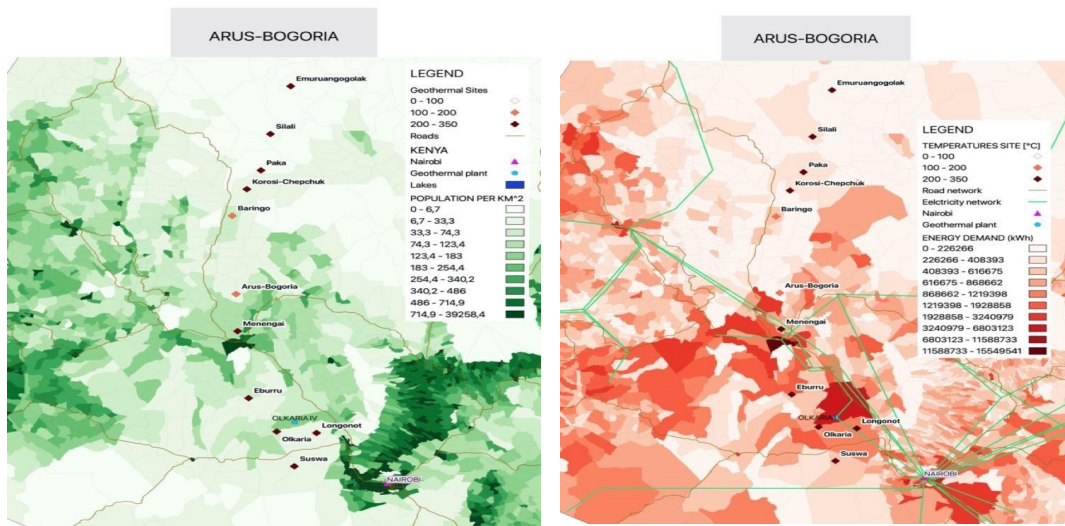 ARUS-BOGORIA
LEGEND
Geothermal Sites
0 - 100
100 - 200
200 - 350
Roads
KENYA
Nairobi
Geothermal plant
Lakes
POPULATION PER KM^2
0 - 6,7
6,7 - 33,3
33,3 - 74,3
74,3 - 123,4
123,4 - 183
183 - 254,4
254,4 - 340,2
340,2 - 486
486 - 714,9
714,9 - 39258,4
Emuruangogolak
Silali
Paka
Korosi-Chepchuk
Baringo
Arus-Bogoria
Menengai
Eburru
OLKARIA IV
Olkaria
Longonot
Suswa
NAIROBI
ARUS-BOGORIA
LEGEND
TEMPERATURES SITE [°C]
0 - 100
100 - 200
200 - 350
Road network
Eelctricity network
Nairobi
Geothermal plant
ENERGY DEMAND (kWh)
0 - 226266
226266 - 408393
408393 - 616675
616675 - 868662
868662 - 1219398
1219398 - 1928858
1928858 - 3240979
3240979 - 6803123
6803123 - 11588733
11588733 - 15549541
Emuruangogolak
Silali
Paka
Korosi-Chepchuk
Baringo
Arus-Bogoria
Menengai
Eburru
OLKARIA
Olkaria
Longonot
Suswa
NAIROBI